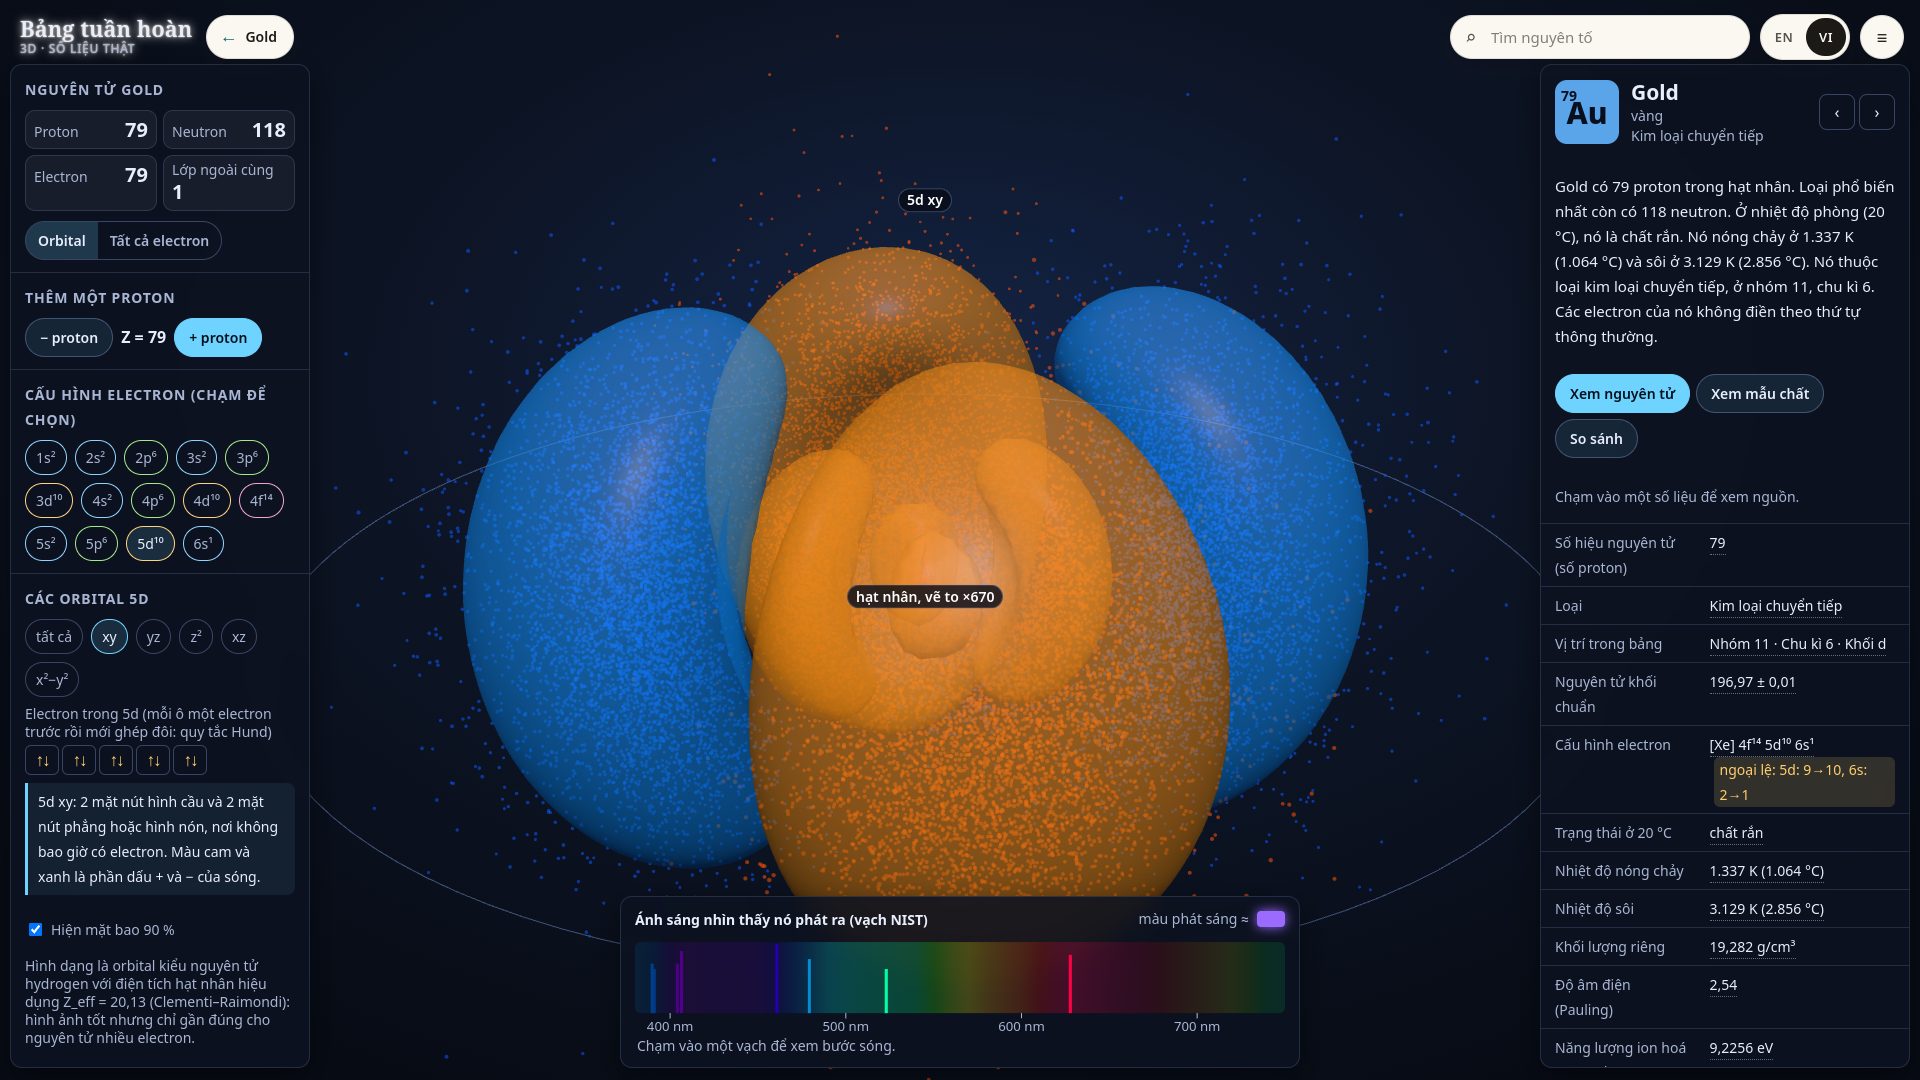 Bảng tuần hoàn
3D · SỐ LIỆU THẬT
← Gold
Tìm nguyên tố
EN VI
≡
NGUYÊN TỬ GOLD
Proton 79
Neutron 118
Electron 79
Lớp ngoài cùng 1
Orbital Tất cả electron
THÊM MỘT PROTON
− proton Z = 79 + proton
CẤU HÌNH ELECTRON (CHẠM ĐỂ
CHỌN)
1s² 2s² 2p⁶ 3s² 3p⁶
3d¹⁰ 4s² 4p⁶ 4d¹⁰ 4f¹⁴
5s² 5p⁶ 5d¹⁰ 6s¹
CÁC ORBITAL 5D
tất cả xy yz z² xz
x²−y²
Electron trong 5d (mỗi ô một electron
trước rồi mới ghép đôi: quy tắc Hund)
↑↓ ↑↓ ↑↓ ↑↓ ↑↓
5d xy: 2 mặt nút hình cầu và 2 mặt
nút phẳng hoặc hình nón, nơi không
bao giờ có electron. Màu cam và
xanh là phần dấu + và − của sóng.
Hiện mặt bao 90 %
Hình dạng là orbital kiểu nguyên tử
hydrogen với điện tích hạt nhân hiệu
dụng Z_eff = 20,13 (Clementi–Raimondi):
hình ảnh tốt nhưng chỉ gần đúng cho
nguyên tử nhiều electron.
5d xy
hạt nhân, vẽ to ×670
Ánh sáng nhìn thấy nó phát ra (vạch NIST)
màu phát sáng ≈
400 nm 500 nm 600 nm 700 nm
Chạm vào một vạch để xem bước sóng.
79
Au
Gold
vàng
Kim loại chuyển tiếp
‹ ›
Gold có 79 proton trong hạt nhân. Loại phổ biến
nhất còn có 118 neutron. Ở nhiệt độ phòng (20
°C), nó là chất rắn. Nó nóng chảy ở 1.337 K
(1.064 °C) và sôi ở 3.129 K (2.856 °C). Nó thuộc
loại kim loại chuyển tiếp, ở nhóm 11, chu kì 6.
Các electron của nó không điền theo thứ tự
thông thường.
Xem nguyên tử Xem mẫu chất
So sánh
Chạm vào một số liệu để xem nguồn.
Số hiệu nguyên tử 79
(số proton)
Loại Kim loại chuyển tiếp
Vị trí trong bảng Nhóm 11 · Chu kì 6 · Khối d
Nguyên tử khối 196,97 ± 0,01
chuẩn
Cấu hình electron [Xe] 4f¹⁴ 5d¹⁰ 6s¹
ngoại lệ: 5d: 9→10, 6s:
2→1
Trạng thái ở 20 °C chất rắn
Nhiệt độ nóng chảy 1.337 K (1.064 °C)
Nhiệt độ sôi 3.129 K (2.856 °C)
Khối lượng riêng 19,282 g/cm³
Độ âm điện 2,54
(Pauling)
Năng lượng ion hoá 9,2256 eV